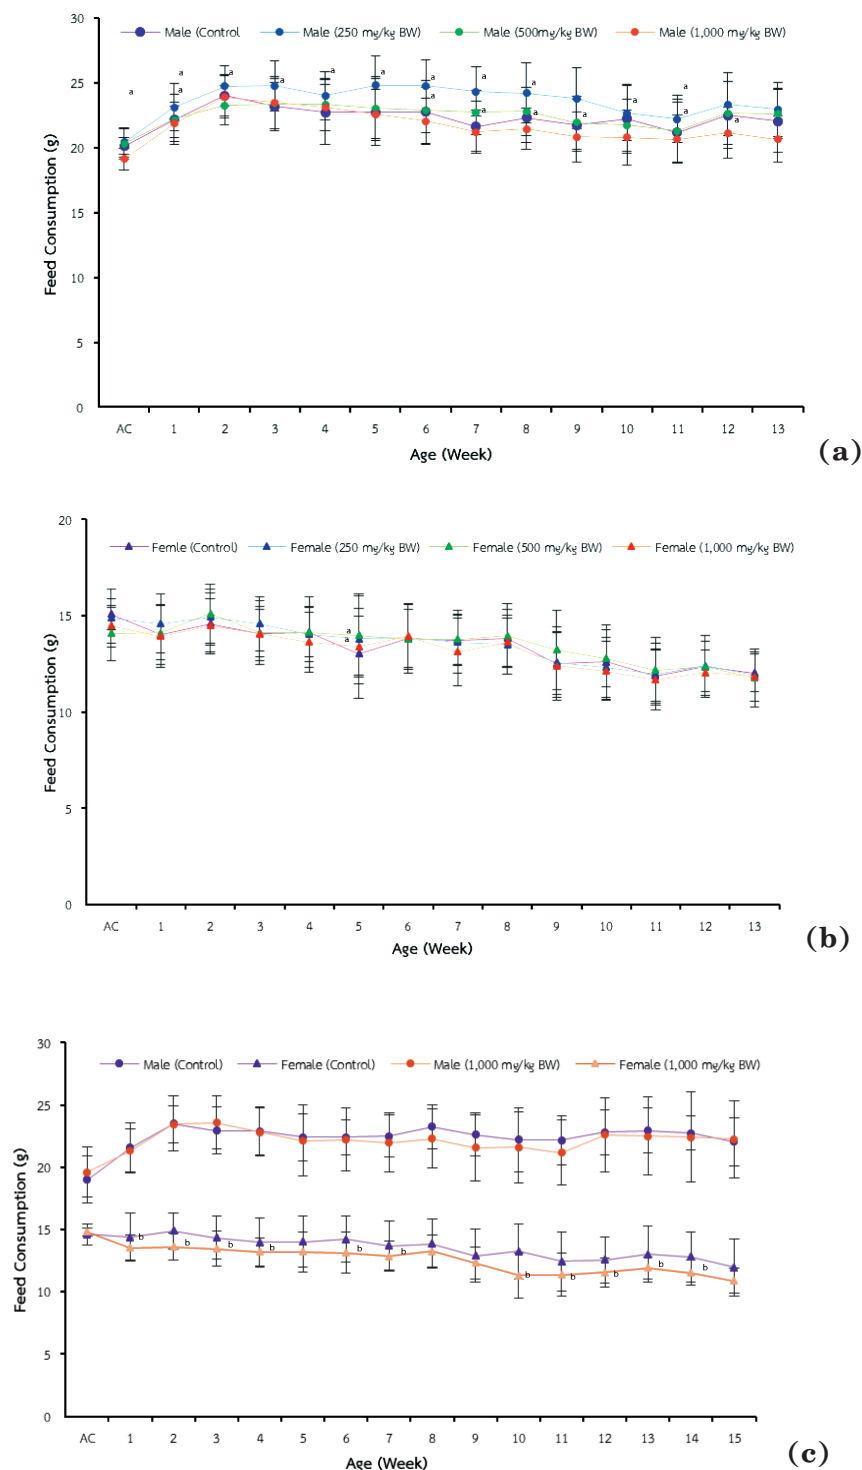 30
Male (Control Male (250 mg/kg BW) Male (500mg/kg BW) Male (1,000 mg/kg BW)
25
20
15
10
5
0
Feed Consumption (g)
a a a a a a a a a a a a a a a a a a
AC 1 2 3 4 5 6 7 8 9 10 11 12 13
Age (Week)
(a)
20
Femle (Control) Female (250 mg/kg BW) Female (500 mg/kg BW) Female (1,000 mg/kg BW)
15
10
5
0
Feed Consumption (g)
a
a
AC 1 2 3 4 5 6 7 8 9 10 11 12 13
Age (Week)
(b)
30
Male (Control) Female (Control) Male (1,000 mg/kg BW) Female (1,000 mg/kg BW)
25
20
15
10
5
0
Feed Consumption (g)
b b b b b b b b b b b b
AC 1 2 3 4 5 6 7 8 9 10 11 12 13 14 15
Age (Week)
(c)